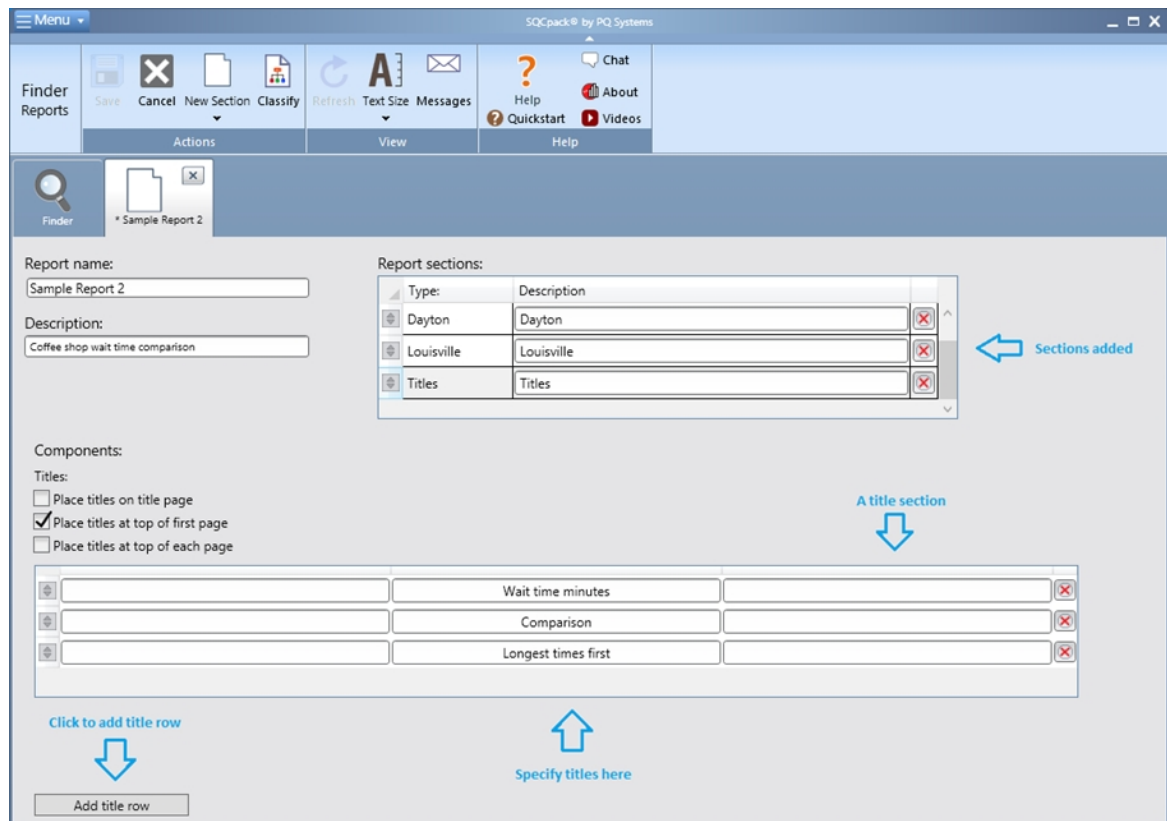 Menu
SQCpack® by PQ Systems
Finder
Reports
Save
Cancel
New Section
Classify
Actions
Refresh
Text Size
Messages
View
Help
Quickstart
Chat
About
Videos
Help
Finder
* Sample Report 2
Report name:
Sample Report 2
Description:
Coffee shop wait time comparison
Report sections:
Type: Description
Dayton Dayton
Louisville Louisville
Titles Titles
Sections added
Components:
Titles:
Place titles on title page
Place titles at top of first page
Place titles at top of each page
A title section
Wait time minutes
Comparison
Longest times first
Click to add title row
Specify titles here
Add title row